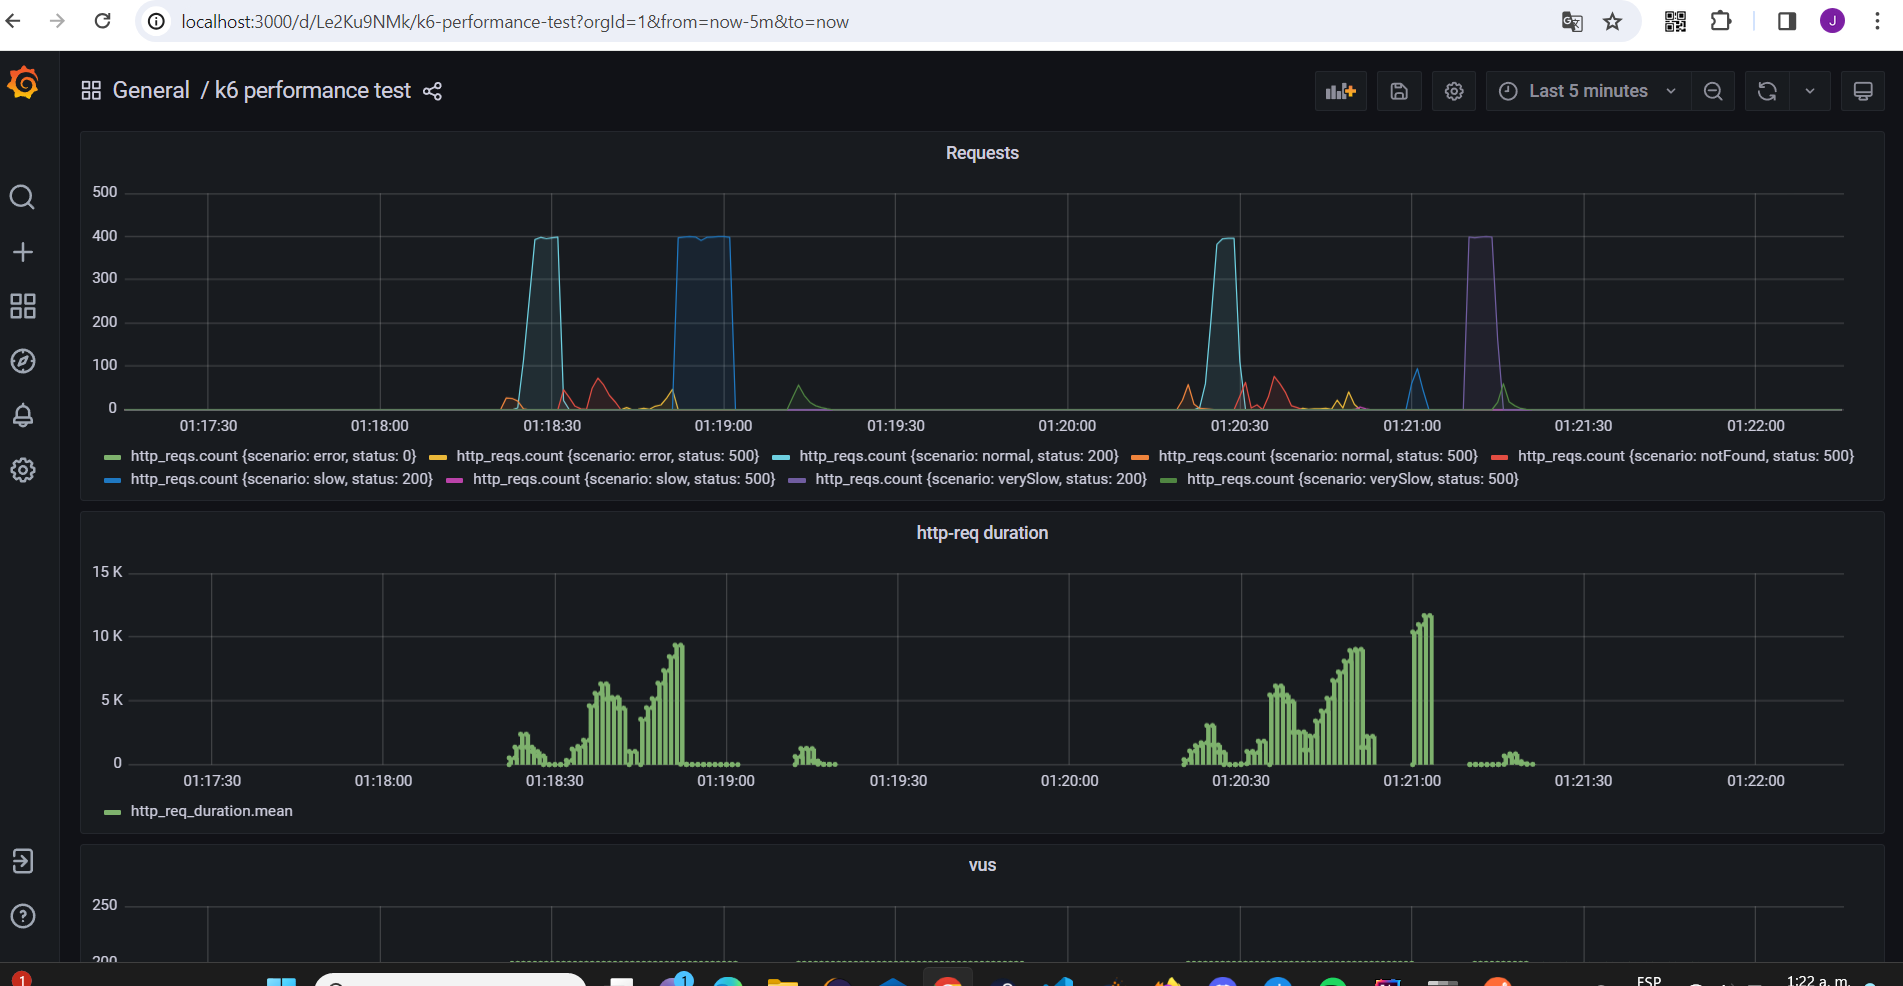 localhost:3000/d/Le2Ku9NMk/k6-performance-test?orgId=1&from=now-5m&to=now
J
General / k6 performance test
Last 5 minutes
Requests
500
400
300
200
100
0
01:17:30 01:18:00 01:18:30 01:19:00 01:19:30 01:20:00 01:20:30 01:21:00 01:21:30 01:22:00
http_reqs.count {scenario: error, status: 0} http_reqs.count {scenario: error, status: 500} http_reqs.count {scenario: normal, status: 200} http_reqs.count {scenario: normal, status: 500} http_reqs.count {scenario: notFound, status: 500}
http_reqs.count {scenario: slow, status: 200} http_reqs.count {scenario: slow, status: 500} http_reqs.count {scenario: verySlow, status: 200} http_reqs.count {scenario: verySlow, status: 500}
http-req duration
15 K
10 K
5 K
0
01:17:30 01:18:00 01:18:30 01:19:00 01:19:30 01:20:00 01:20:30 01:21:00 01:21:30 01:22:00
http_req_duration.mean
vus
250
200
1
1
ESP
1:22 a. m.